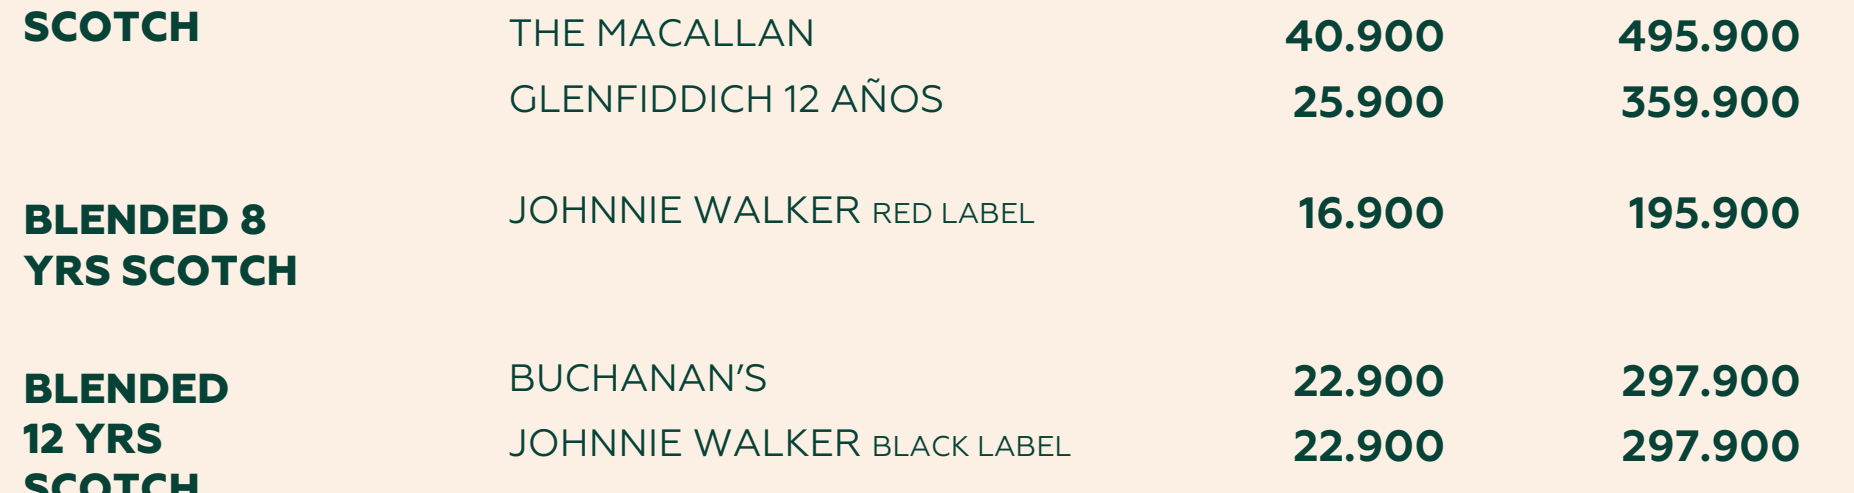 SCOTCH
THE MACALLAN 40.900 495.900
GLENFIDDICH 12 AÑOS 25.900 359.900
BLENDED 8
YRS SCOTCH
JOHNNIE WALKER RED LABEL 16.900 195.900
BLENDED
12 YRS
SCOTCH
BUCHANAN’S 22.900 297.900
JOHNNIE WALKER BLACK LABEL 22.900 297.900